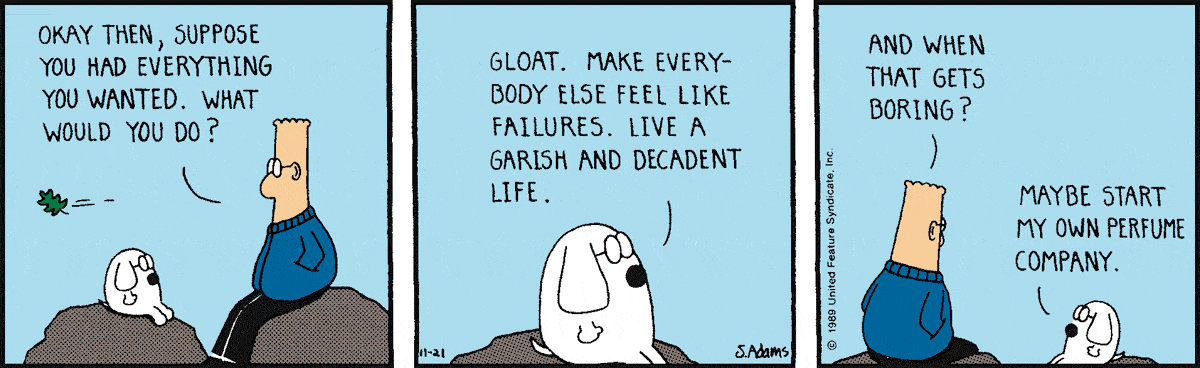 OKAY THEN, SUPPOSE
YOU HAD EVERYTHING
YOU WANTED. WHAT
WOULD YOU DO?
GLOAT. MAKE EVERY-
BODY ELSE FEEL LIKE
FAILURES. LIVE A
GARISH AND DECADENT
LIFE.
11-21
S.Adams
AND WHEN
THAT GETS
BORING?
MAYBE START
MY OWN PERFUME
COMPANY.
© 1989 United Feature Syndicate, Inc.